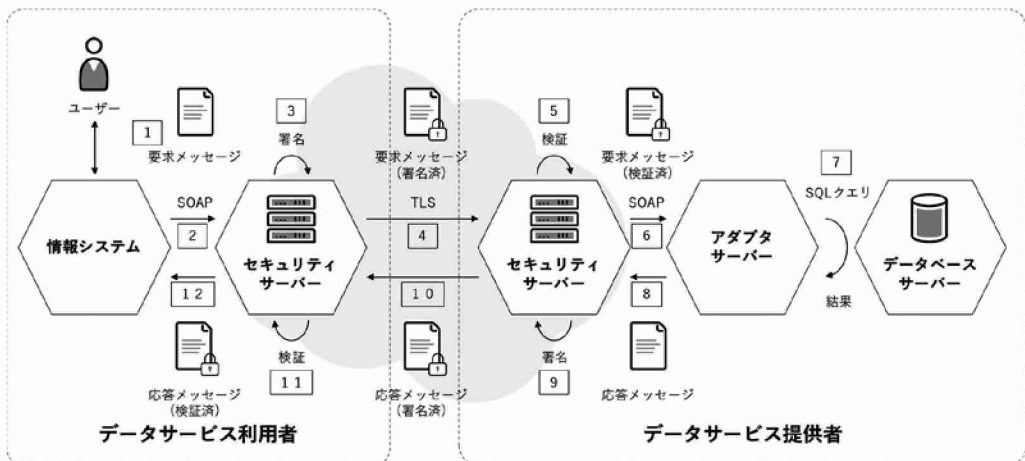 ユーザー
1
要求メッセージ
3
署名
要求メッセージ
(署名済)
5
検証
要求メッセージ
(検証済)
7
SQLクエリ
情報システム
SOAP
2
12
セキュリティ
サーバー
TLS
4
10
セキュリティ
サーバー
SOAP
6
8
アダプタ
サーバー
結果
データベース
サーバー
応答メッセージ
(検証済)
検証
11
応答メッセージ
(署名済)
署名
9
応答メッセージ
データサービス利用者
データサービス提供者